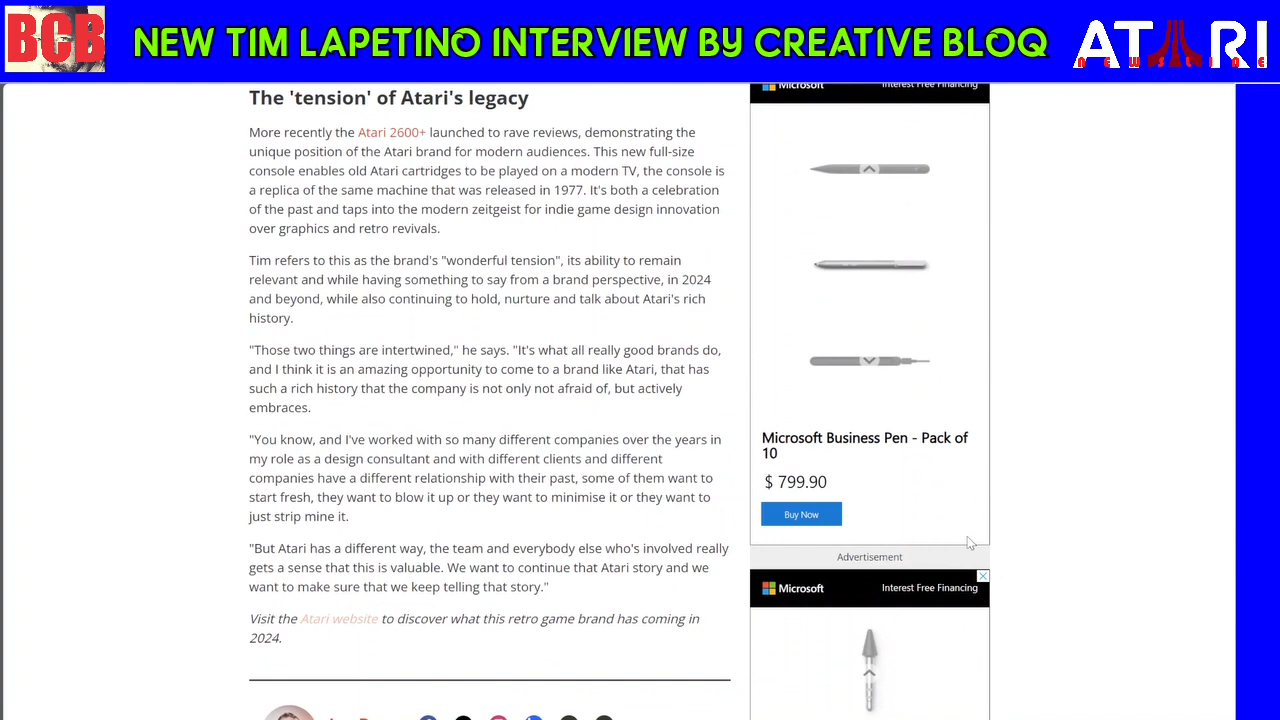 BCB
NEW TIM LAPETINO INTERVIEW BY CREATIVE BLOQ
ATARI
The 'tension' of Atari's legacy
More recently the Atari 2600+ launched to rave reviews, demonstrating the
unique position of the Atari brand for modern audiences. This new full-size
console enables old Atari cartridges to be played on a modern TV, the console is
a replica of the same machine that was released in 1977. It's both a celebration
of the past and taps into the modern zeitgeist for indie game design innovation
over graphics and retro revivals.
Tim refers to this as the brand's "wonderful tension", its ability to remain
relevant and while having something to say from a brand perspective, in 2024
and beyond, while also continuing to hold, nurture and talk about Atari's rich
history.
"Those two things are intertwined," he says. "It's what all really good brands do,
and I think it is an amazing opportunity to come to a brand like Atari, that has
such a rich history that the company is not only not afraid of, but actively
embraces.
"You know, and I've worked with so many different companies over the years in
my role as a design consultant and with different clients and different
companies have a different relationship with their past, some of them want to
start fresh, they want to blow it up or they want to minimise it or they want to
just strip mine it.
"But Atari has a different way, the team and everybody else who's involved really
gets a sense that this is valuable. We want to continue that Atari story and we
want to make sure that we keep telling that story."
Visit the Atari website to discover what this retro game brand has coming in
2024.
Microsoft Interest Free Financing
Microsoft Business Pen - Pack of
10
$ 799.90
Buy Now
Advertisement
Microsoft Interest Free Financing